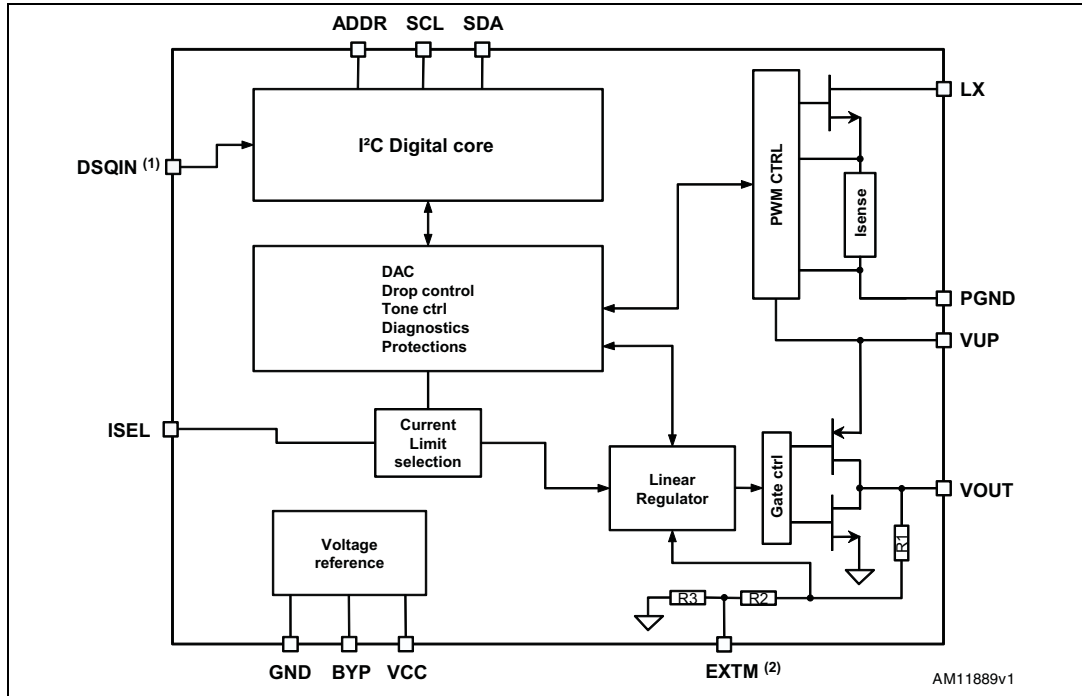 ADDR SCL SDA
LX
I²C Digital core
DSQIN (1)
PWM CTRL
Isense
DAC
Drop control
Tone ctrl
Diagnostics
Protections
PGND
VUP
ISEL
Current
Limit
selection
Linear
Regulator
Gate ctrl
VOUT
R1
Voltage
reference
R3 R2
GND BYP VCC
EXTM (2)
AM11889v1